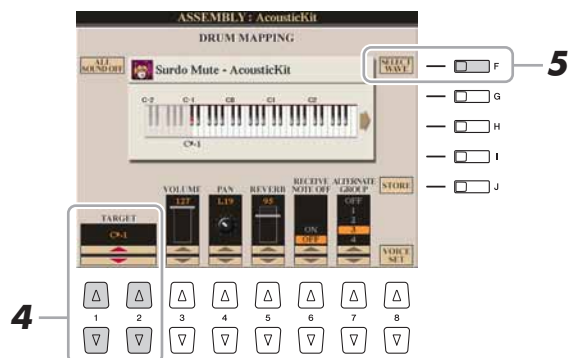 ASSEMBLY : AcousticKit
DRUM MAPPING
ALL SOUND OFF
Surdo Mute - AcousticKit
SELECT WAVE
F
5
C-2 C-1 C0 C1 C2
G
C#-1
H
I
VOLUME PAN REVERB RECEIVE NOTE OFF ALTERNATE GROUP
STORE
J
127 L19 95 OFF
1
2
ON 3
OFF 4
TARGET
C#-1
VOICE SET
4
1 2 3 4 5 6 7 8